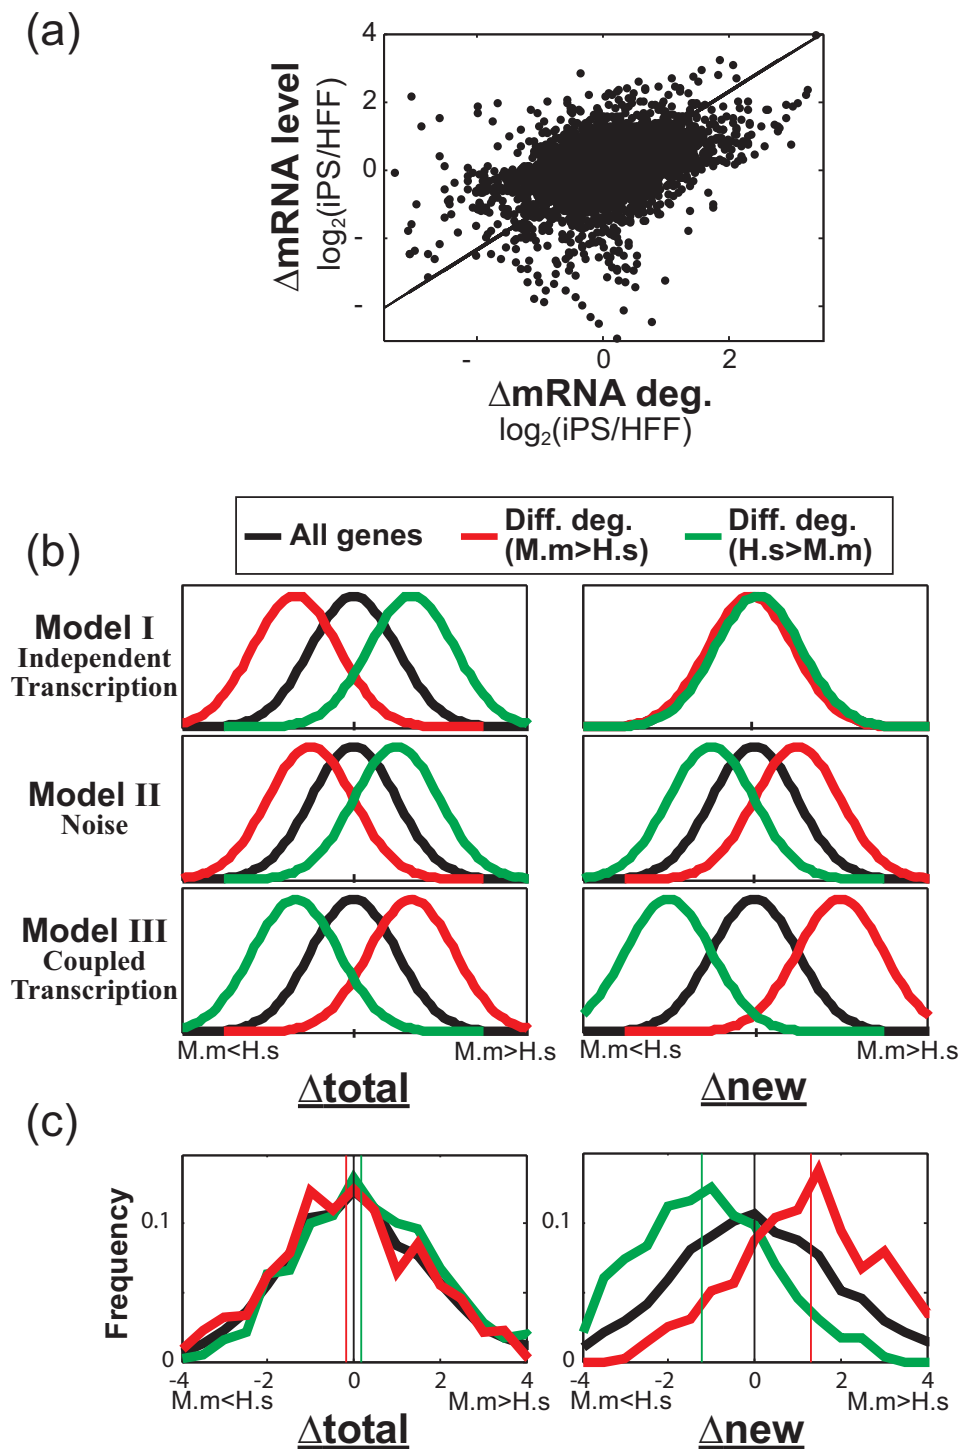 (a)
4
2
0
-
-
ΔmRNA level
log₂(iPS/HFF)
- 0 2
ΔmRNA deg.
log₂(iPS/HFF)
(b)
All genes
Diff. deg.
(M.m>H.s)
Diff. deg.
(H.s>M.m)
Model I
Independent
Transcription
Model II
Noise
Model III
Coupled
Transcription
M.m<H.s M.m>H.s
M.m<H.s M.m>H.s
Δtotal
Δnew
(c)
Frequency
0.1
0
-4 -2 0 2 4
M.m<H.s M.m>H.s
Δtotal
0.1
0
-4 -2 0 2 4
M.m<H.s M.m>H.s
Δnew